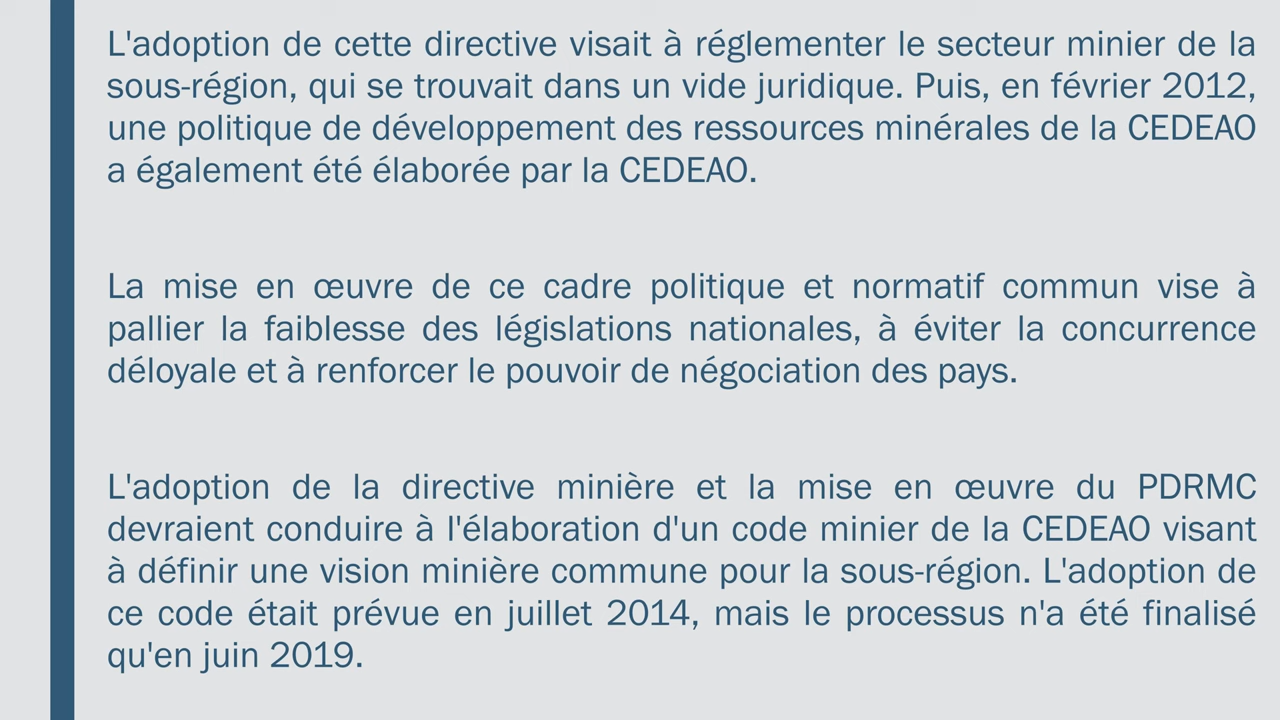 L'adoption de cette directive visait à réglementer le secteur minier de la
sous-région, qui se trouvait dans un vide juridique. Puis, en février 2012,
une politique de développement des ressources minérales de la CEDEAO
a également été élaborée par la CEDEAO.
La mise en œuvre de ce cadre politique et normatif commun vise à
pallier la faiblesse des législations nationales, à éviter la concurrence
déloyale et à renforcer le pouvoir de négociation des pays.
L'adoption de la directive minière et la mise en œuvre du PDRMC
devraient conduire à l'élaboration d'un code minier de la CEDEAO visant
à définir une vision minière commune pour la sous-région. L'adoption de
ce code était prévue en juillet 2014, mais le processus n'a été finalisé
qu'en juin 2019.